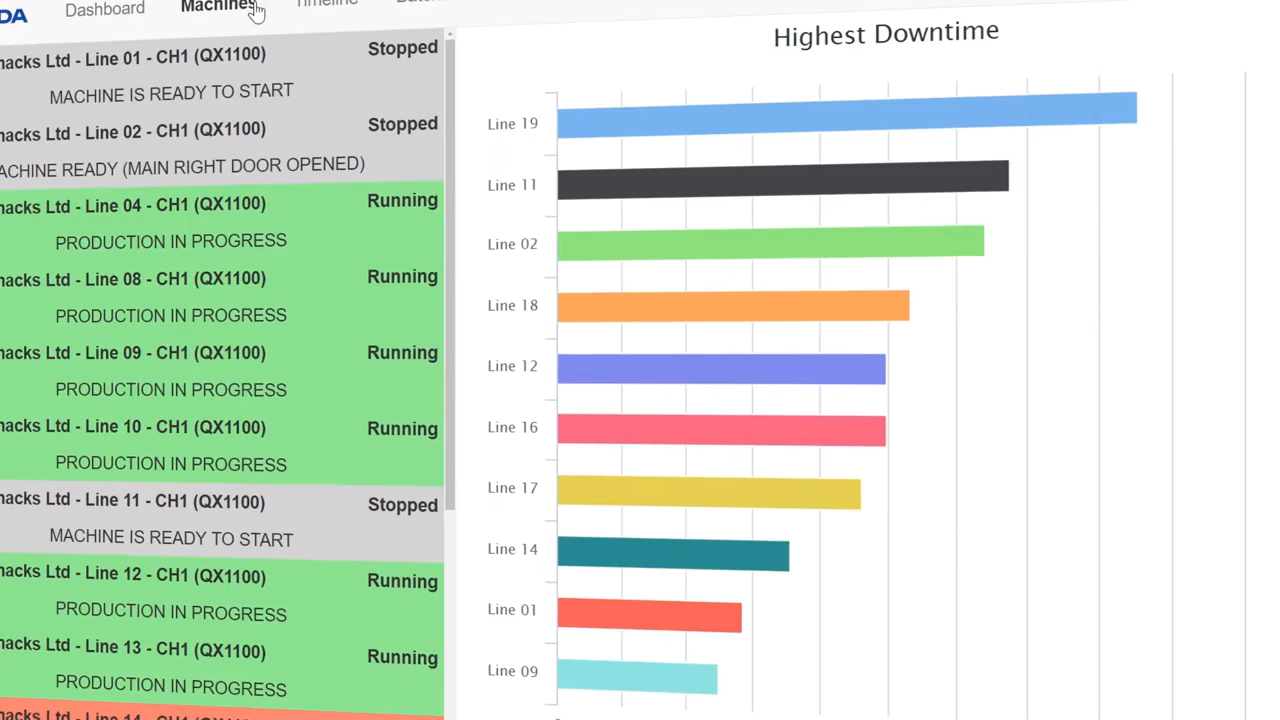 DA
Dashboard
Machines
Timeline
nacks Ltd - Line 01 - CH1 (QX1100)
Stopped
MACHINE IS READY TO START
nacks Ltd - Line 02 - CH1 (QX1100)
Stopped
ACHINE READY (MAIN RIGHT DOOR OPENED)
nacks Ltd - Line 04 - CH1 (QX1100)
Running
PRODUCTION IN PROGRESS
nacks Ltd - Line 08 - CH1 (QX1100)
Running
PRODUCTION IN PROGRESS
nacks Ltd - Line 09 - CH1 (QX1100)
Running
PRODUCTION IN PROGRESS
nacks Ltd - Line 10 - CH1 (QX1100)
Running
PRODUCTION IN PROGRESS
nacks Ltd - Line 11 - CH1 (QX1100)
Stopped
MACHINE IS READY TO START
nacks Ltd - Line 12 - CH1 (QX1100)
Running
PRODUCTION IN PROGRESS
nacks Ltd - Line 13 - CH1 (QX1100)
Running
PRODUCTION IN PROGRESS
nacks Ltd - Line 14 - CH1 (QX1100)
Highest Downtime
Line 19
Line 11
Line 02
Line 18
Line 12
Line 16
Line 17
Line 14
Line 01
Line 09